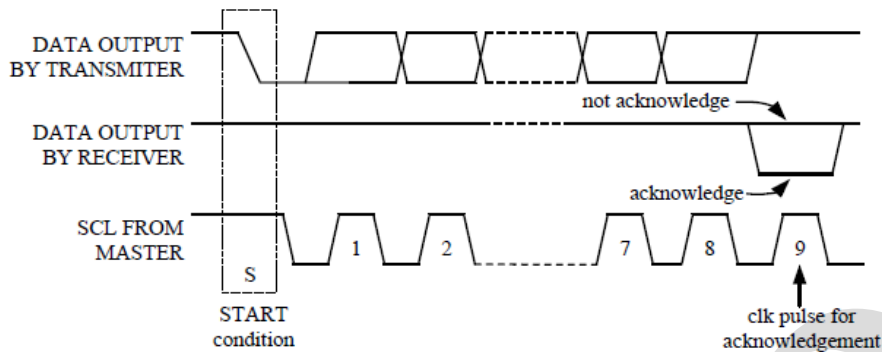 DATA OUTPUT
BY TRANSMITER
not acknowledge
DATA OUTPUT
BY RECEIVER
acknowledge
SCL FROM
MASTER
1
2
7
8
9
S
START
condition
clk pulse for
acknowledgement